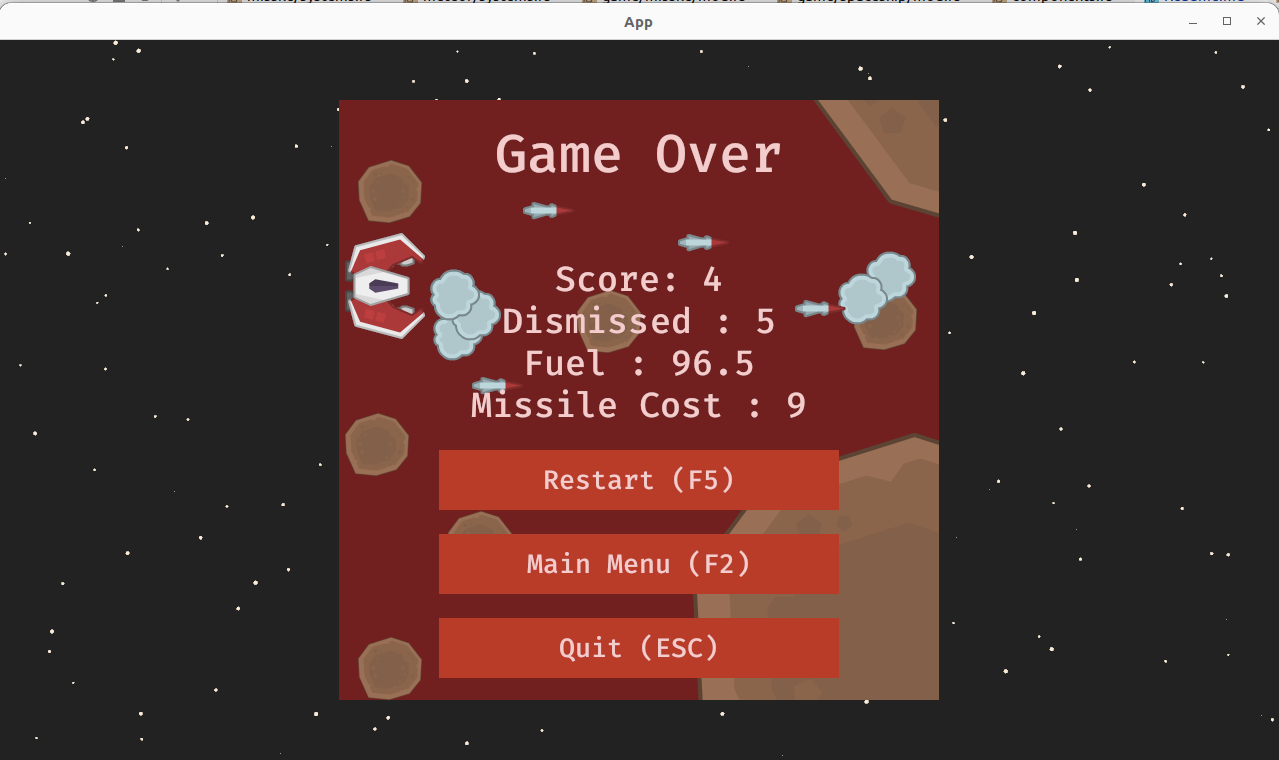 App
Game Over
Score: 4
Dismissed : 5
Fuel : 96.5
Missile Cost : 9
Restart (F5)
Main Menu (F2)
Quit (ESC)